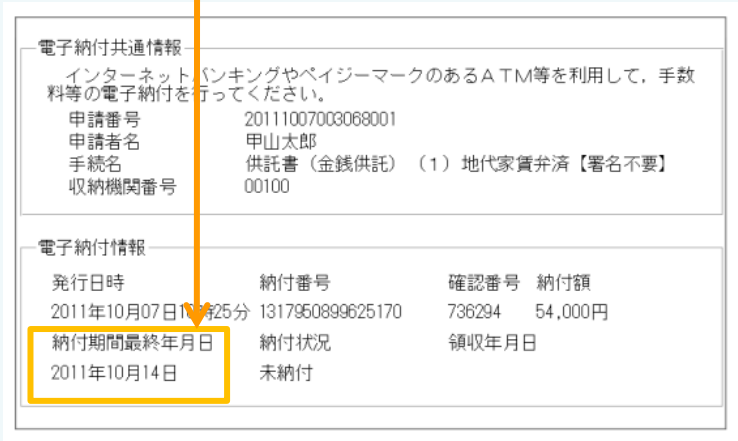 電子納付共通情報
インターネットバンキングやペイジーマークのあるＡＴＭ等を利用して，手数
料等の電子納付を行ってください。
申請番号 20111007003068001
申請者名 甲山太郎
手続名 供託書（金銭供託）（１）地代家賃弁済【署名不要】
収納機関番号 00100
電子納付情報
発行日時 納付番号 確認番号 納付額
2011年10月07日1 時25分 1317950899625170 736294 54,000円
納付期間最終年月日 納付状況 領収年月日
2011年10月14日 未納付